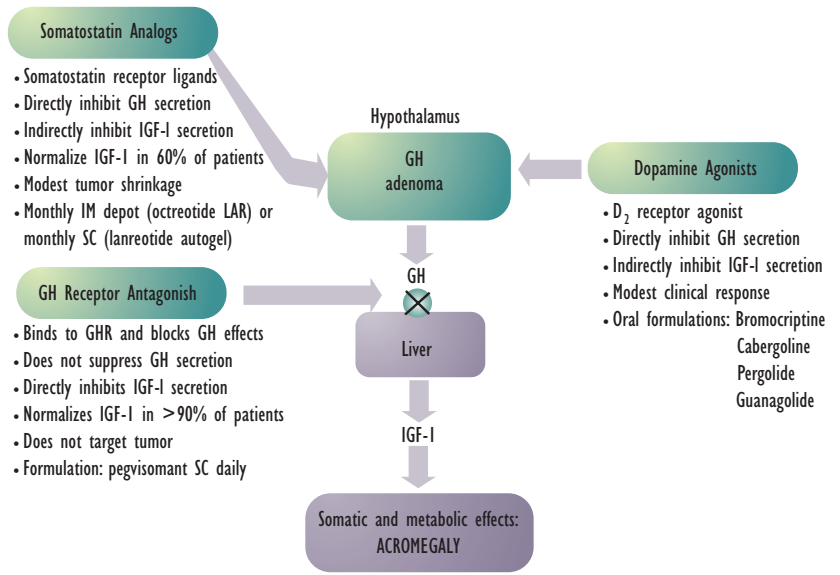 Somatostatin Analogs
• Somatostatin receptor ligands
• Directly inhibit GH secretion
• Indirectly inhibit IGF-I secretion
• Normalize IGF-1 in 60% of patients
• Modest tumor shrinkage
• Monthly IM depot (octreotide LAR) or
monthly SC (lanreotide autogel)
Hypothalamus
GH
adenoma
Dopamine Agonists
• D₂ receptor agonist
• Directly inhibit GH secretion
• Indirectly inhibit IGF-I secretion
• Modest clinical response
• Oral formulations: Bromocriptine
Cabergoline
Pergolide
Guanagolide
GH
GH Receptor Antagonish
• Binds to GHR and blocks GH effects
• Does not suppress GH secretion
• Directly inhibits IGF-I secretion
• Normalizes IGF-1 in >90% of patients
• Does not target tumor
• Formulation: pegvisomant SC daily
Liver
IGF-1
Somatic and metabolic effects:
ACROMEGALY